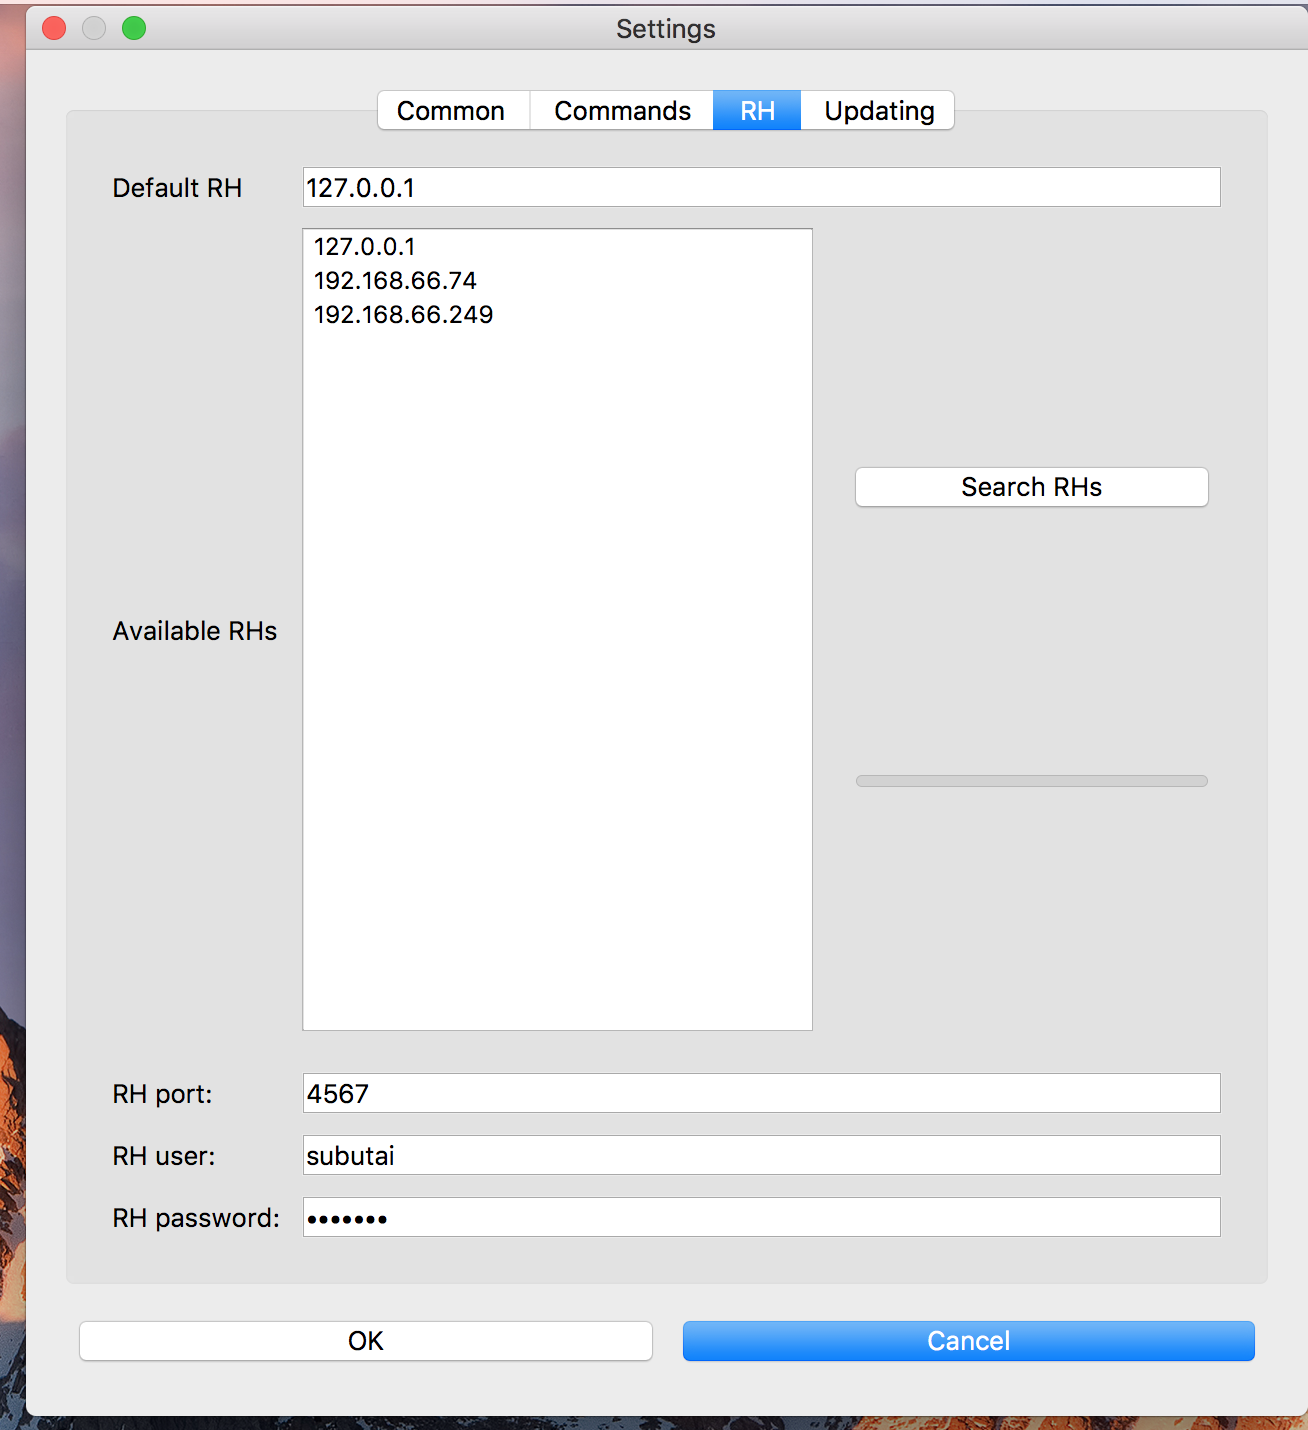 Settings
Common Commands RH Updating
Default RH 127.0.0.1
127.0.0.1
192.168.66.74
192.168.66.249
Search RHs
Available RHs
RH port: 4567
RH user: subutai
RH password: •••••••
OK Cancel